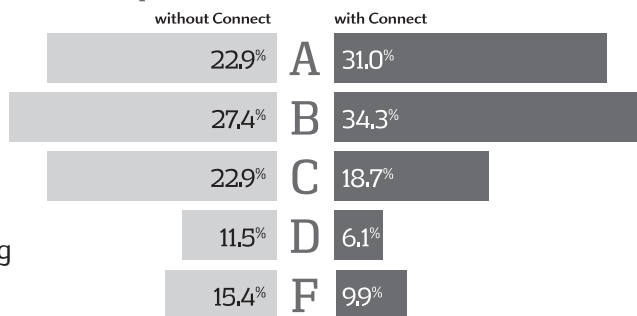 without Connect with Connect
22.9% A 31.0%
27.4% B 34.3%
22.9% C 18.7%
11.5% D 6.1%
g
15.4% F 9.9%